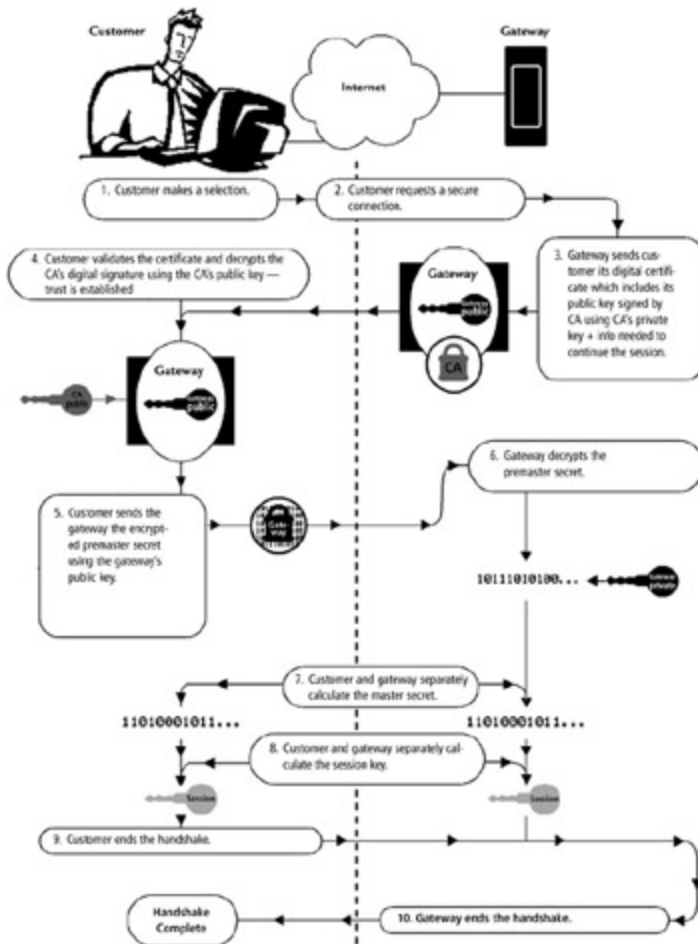 Customer
Gateway
Internet
1. Customer makes a selection.
2. Customer requests a secure
connection.
3. Gateway sends cus-
tomer its digital certifi-
cate which includes its
public key signed by
CA using CA's private
key + info needed to
continue the session.
4. Customer validates the certificate and decrypts the
CA's digital signature using the CA's public key —
trust is established
Gateway
Gateway
public
CA
Gateway
CA
public
Gateway
public
5. Customer sends the
gateway the encrypt-
ed premaster secret
using the gateway's
public key.
Gate-
way
6. Gateway decrypts the
premaster secret.
10111010100...
Gateway
private
7. Customer and gateway separately
calculate the master secret.
11010001011...
11010001011...
8. Customer and gateway separately cal-
culate the session key.
Session
Session
9. Customer ends the handshake.
10. Gateway ends the handshake.
Handshake
Complete